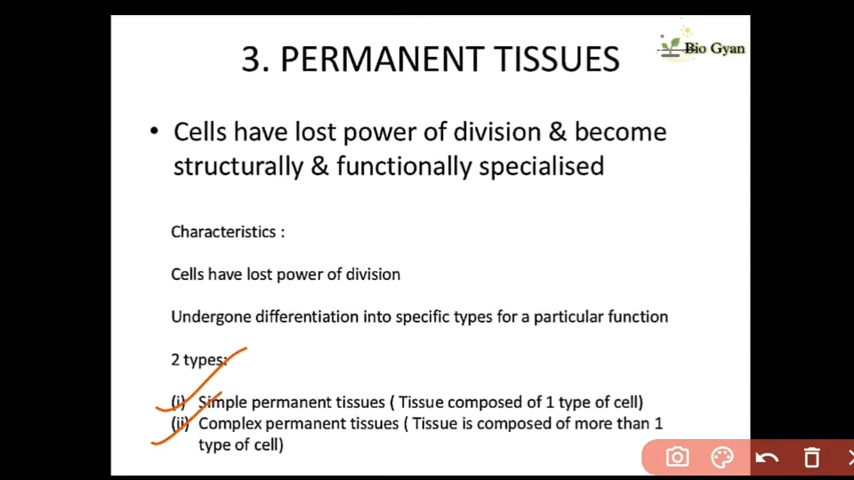 3. PERMANENT TISSUES
Bio Gyan
• Cells have lost power of division & become
structurally & functionally specialised
Characteristics :
Cells have lost power of division
Undergone differentiation into specific types for a particular function
2 types:
(i) Simple permanent tissues ( Tissue composed of 1 type of cell)
(ii) Complex permanent tissues ( Tissue is composed of more than 1
type of cell)